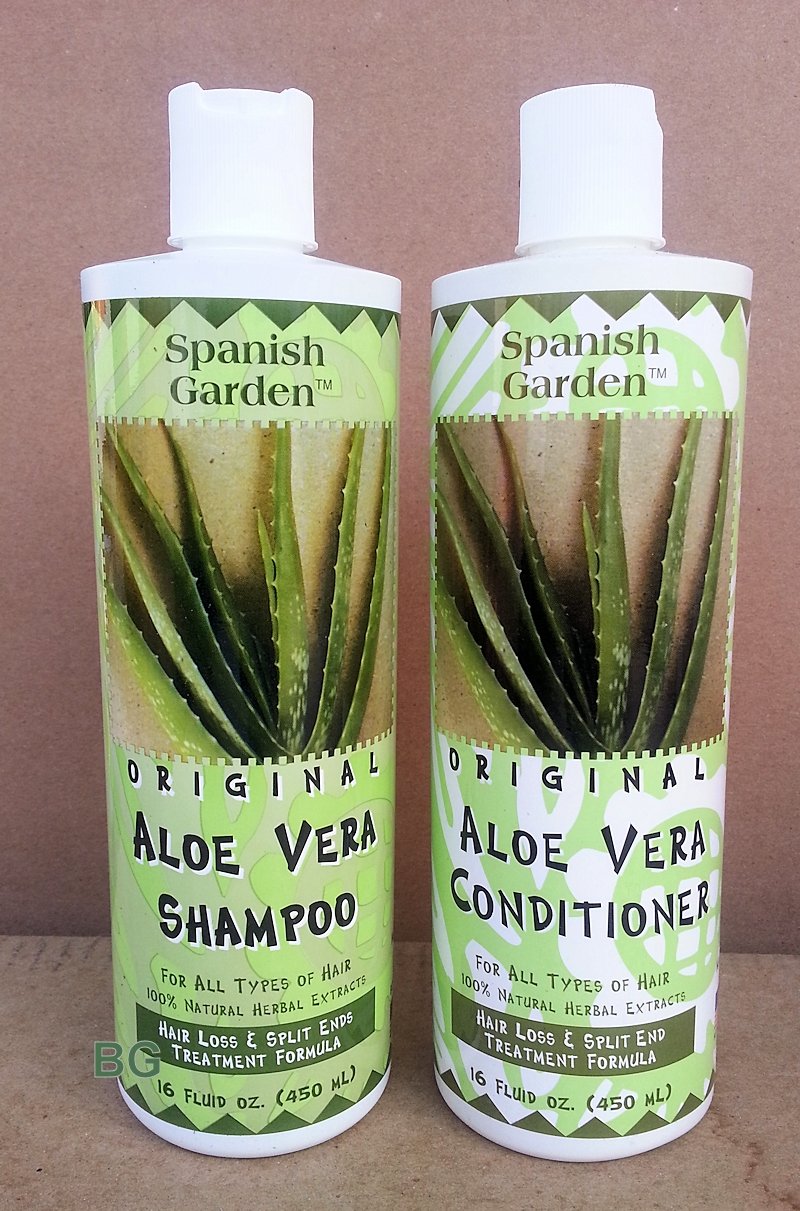 Spanish
Garden™
ORIGINAL
ALOE VERA
SHAMPOO
FOR ALL TYPES OF HAIR
100% NATURAL HERBAL EXTRACTS
HAIR LOSS & SPLIT ENDS
TREATMENT FORMULA
16 FLUID OZ. (450 ML)
BG
Spanish
Garden™
ORIGINAL
ALOE VERA
CONDITIONER
FOR ALL TYPES OF HAIR
100% NATURAL HERBAL EXTRACTS
HAIR LOSS & SPLIT END
TREATMENT FORMULA
16 FLUID OZ. (450 ML)